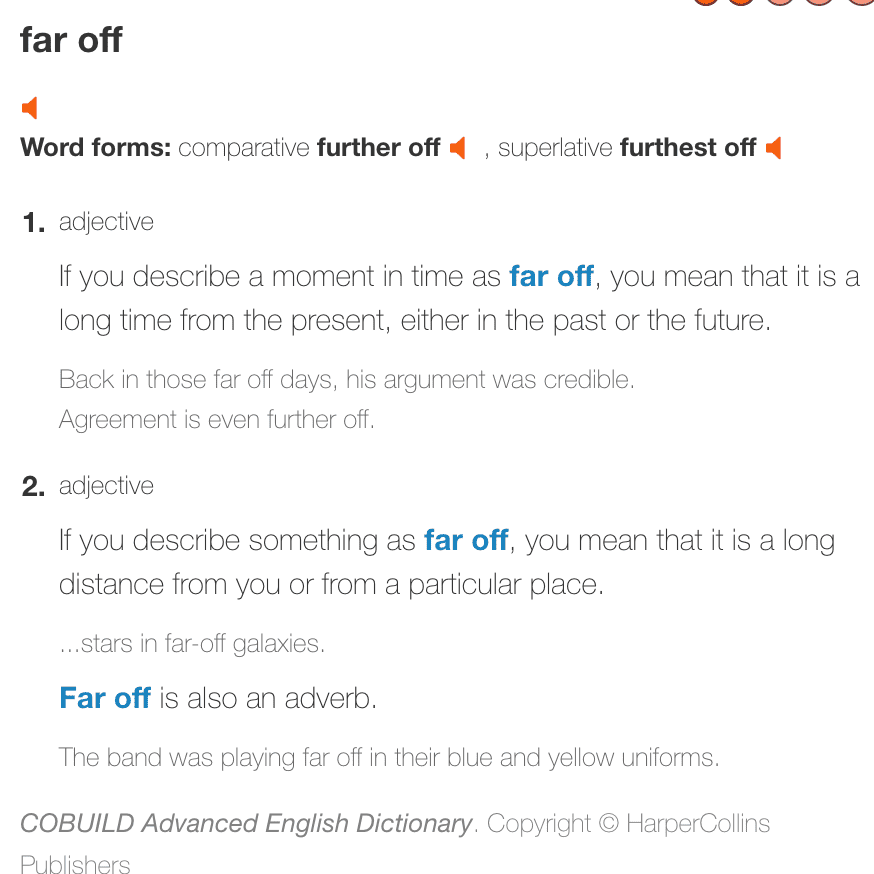 far off
Word forms: comparative further off , superlative furthest off
1. adjective
If you describe a moment in time as far off, you mean that it is a
long time from the present, either in the past or the future.
Back in those far off days, his argument was credible.
Agreement is even further off.
2. adjective
If you describe something as far off, you mean that it is a long
distance from you or from a particular place.
...stars in far-off galaxies.
Far off is also an adverb.
The band was playing far off in their blue and yellow uniforms.
COBUILD Advanced English Dictionary. Copyright © HarperCollins
Publishers